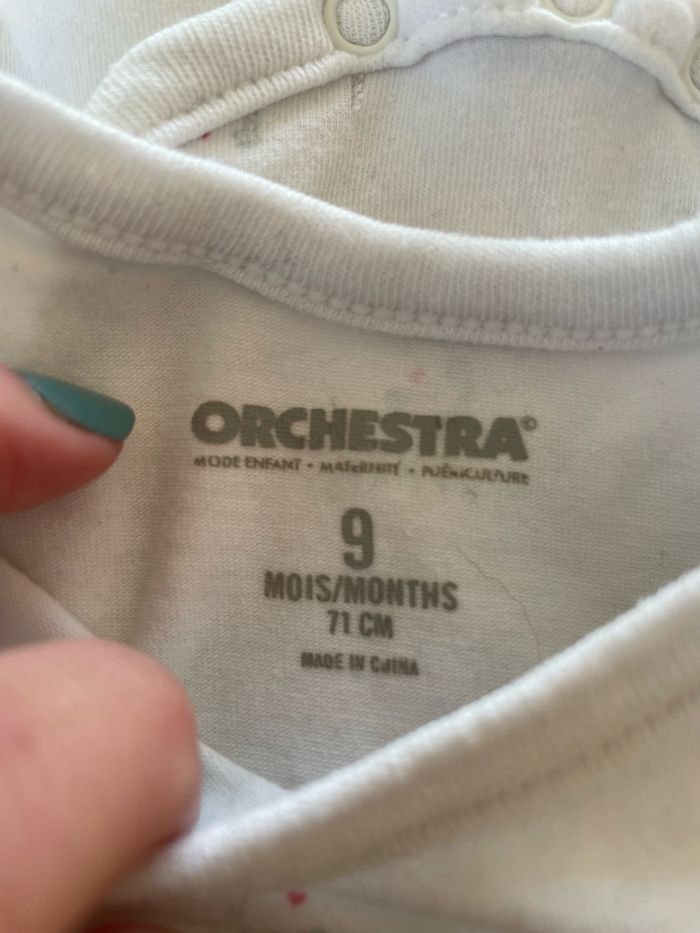 ORCHESTRA©
MODE ENFANT • MATERNITÉ • PUÉRICULTURE
9
MOIS/MONTHS
71 CM
MADE IN CHINA